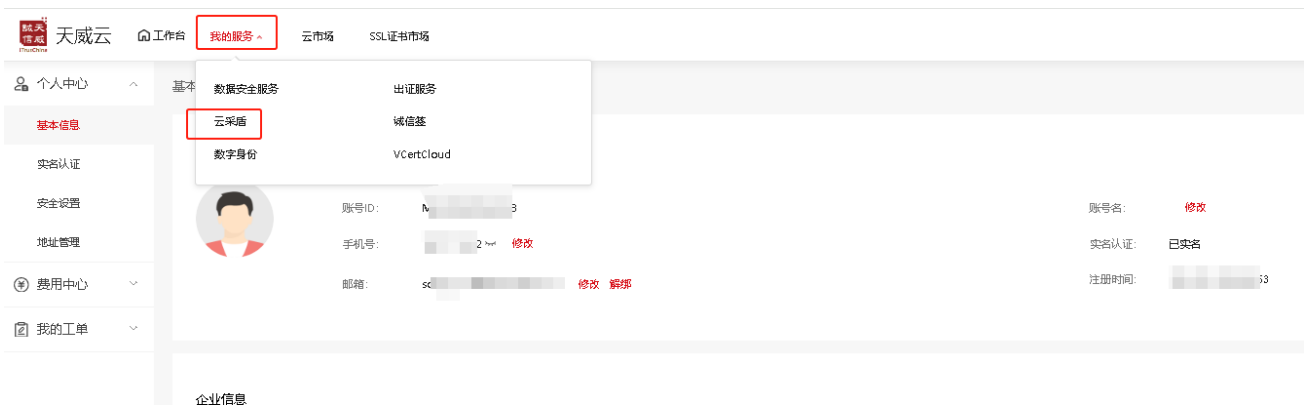 天威云 工作台 我的服务 云市场 SSL证书市场
iTrusChina
个人中心 基本
数据安全服务 出证服务
基本信息
云采盾 诚信签
数字身份 VCertCloud
实名认证
安全设置
账号ID: 账号名: 修改
地址管理
手机号: 2 修改 实名认证: 已实名
费用中心
邮箱: sc 修改 解绑 注册时间: 53
我的工单
企业信息